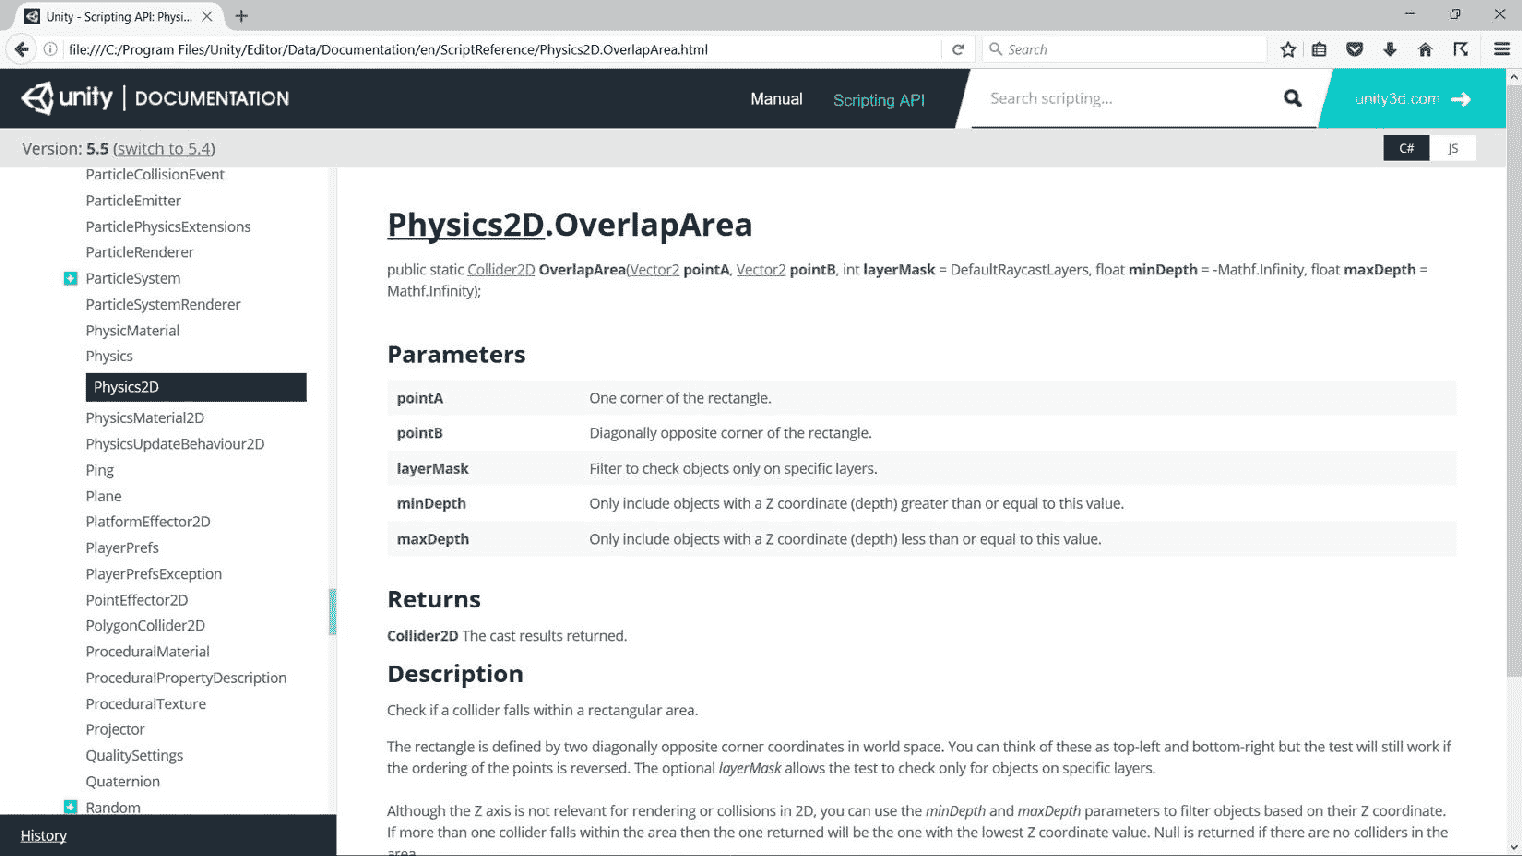 Unity - Scripting API: Physi...
file:///C:/Program Files/Unity/Editor/Data/Documentation/en/ScriptReference/Physics2D.OverlapArea.html
Search
unity | DOCUMENTATION
Manual
Scripting API
Search scripting...
unity3d.com
Version: 5.5 (switch to 5.4)
C#
JS
ParticleCollisionEvent
ParticleEmitter
ParticlePhysicsExtensions
ParticleRenderer
ParticleSystem
ParticleSystemRenderer
PhysicMaterial
Physics
Physics2D
PhysicsMaterial2D
PhysicsUpdateBehaviour2D
Ping
Plane
PlatformEffector2D
PlayerPrefs
PlayerPrefsException
PointEffector2D
PolygonCollider2D
ProceduralMaterial
ProceduralPropertyDescription
ProceduralTexture
Projector
QualitySettings
Quaternion
Random
History
Physics2D.OverlapArea
public static Collider2D OverlapArea(Vector2 pointA, Vector2 pointB, int layerMask = DefaultRaycastLayers, float minDepth = -Mathf.Infinity, float maxDepth =
Mathf.Infinity);
Parameters
pointA One corner of the rectangle.
pointB Diagonally opposite corner of the rectangle.
layerMask Filter to check objects only on specific layers.
minDepth Only include objects with a Z coordinate (depth) greater than or equal to this value.
maxDepth Only include objects with a Z coordinate (depth) less than or equal to this value.
Returns
Collider2D The cast results returned.
Description
Check if a collider falls within a rectangular area.
The rectangle is defined by two diagonally opposite corner coordinates in world space. You can think of these as top-left and bottom-right but the test will still work if
the ordering of the points is reversed. The optional layerMask allows the test to check only for objects on specific layers.
Although the Z axis is not relevant for rendering or collisions in 2D, you can use the minDepth and maxDepth parameters to filter objects based on their Z coordinate.
If more than one collider falls within the area then the one returned will be the one with the lowest Z coordinate value. Null is returned if there are no colliders in the
area.